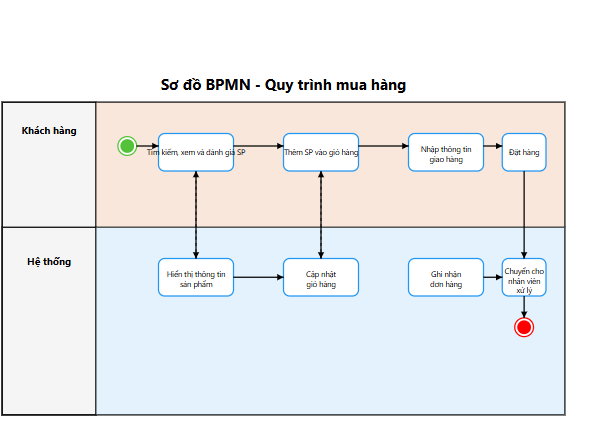 Sơ đồ BPMN - Quy trình mua hàng
Khách hàng
Tìm kiếm, xem và đánh giá SP
Thêm SP vào giỏ hàng
Nhập thông tin
giao hàng
Đặt hàng
Hệ thống
Hiển thị thông tin
sản phẩm
Cập nhật
giỏ hàng
Ghi nhận
đơn hàng
Chuyển cho
nhân viên
xử lý